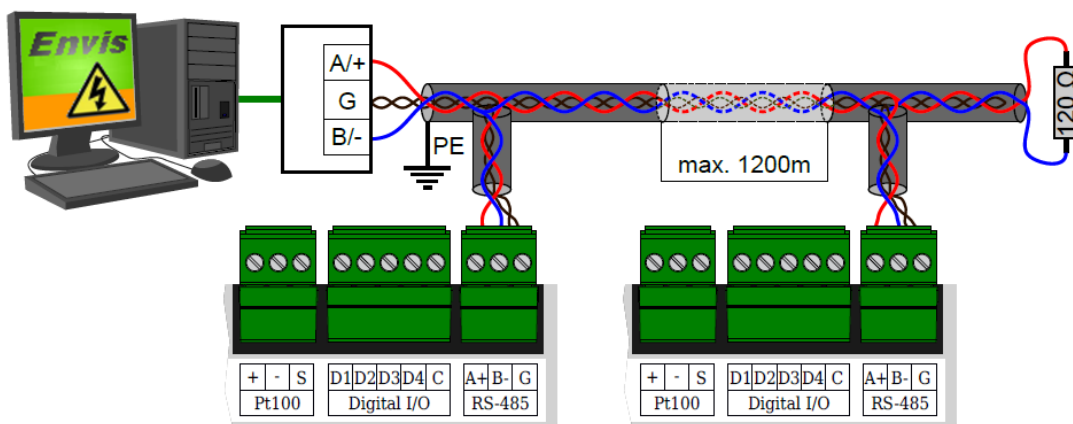 Envis
A/+
G
B/-
PE
max. 1200m
120 Ω
+ - S D1 D2 D3 D4 C A+ B- G
Pt100 Digital I/O RS-485
+ - S D1 D2 D3 D4 C A+ B- G
Pt100 Digital I/O RS-485